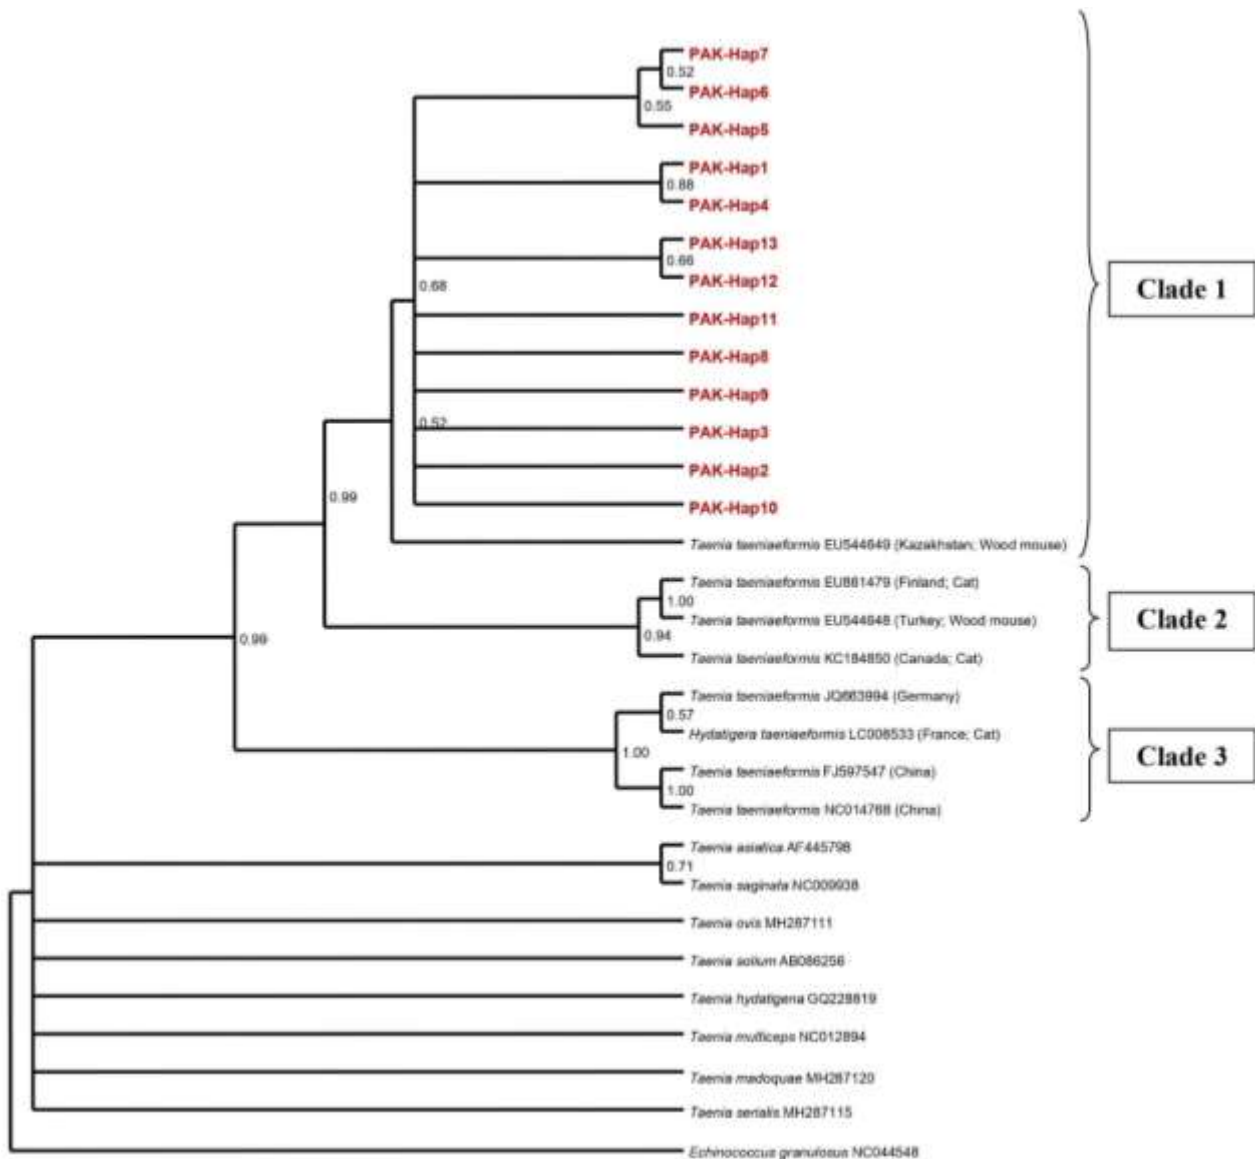 PAK-Hap7
0.52
PAK-Hap6
0.55
PAK-Hap5
PAK-Hap1
0.88
PAK-Hap4
PAK-Hap13
0.66
PAK-Hap12
0.68
Clade 1
PAK-Hap11
PAK-Hap8
PAK-Hap9
0.52
PAK-Hap3
PAK-Hap2
0.99
PAK-Hap10
Taenia taeniaeformis EU544649 (Kazakhstan; Wood mouse)
Taenia taeniaeformis EU861479 (Finland; Cat)
1.00
Taenia taeniaeformis EU544648 (Turkey; Wood mouse)
Clade 2
0.99
0.94
Taenia taeniaeformis KC184850 (Canada; Cat)
Taenia taeniaeformis JQ663994 (Germany)
0.57
Hydatigera taeniaeformis LC008533 (France; Cat)
1.00
Clade 3
Taenia taeniaeformis FJ597547 (China)
1.00
Taenia taeniaeformis NC014768 (China)
Taenia asiatica AF445798
0.71
Taenia saginata NC009938
Taenia ovis MH287111
Taenia solium AB086256
Taenia hydatigena GQ228819
Taenia multiceps NC012894
Taenia madoquae MH287120
Taenia serialis MH287115
Echinococcus granulosus NC044548